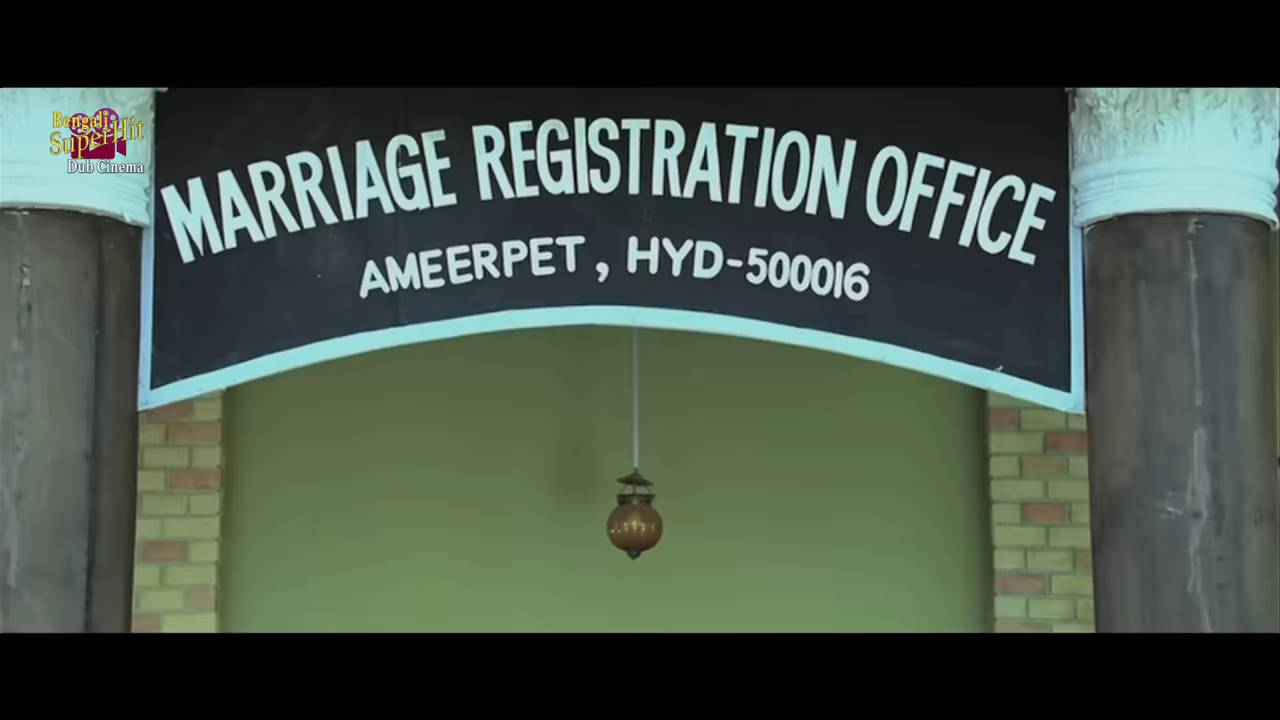 Bengali
SuperHit
Dub Cinema
MARRIAGE REGISTRATION OFFICE
AMEERPET, HYD-500016